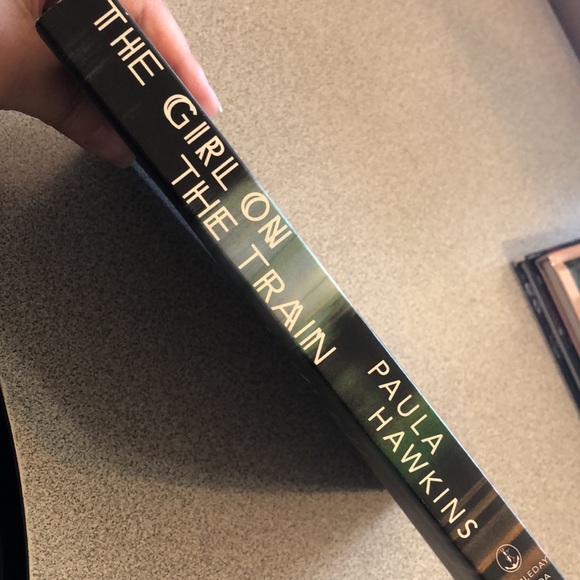 THE GIRL ON
THE TRAIN
PAULA
HAWKINS